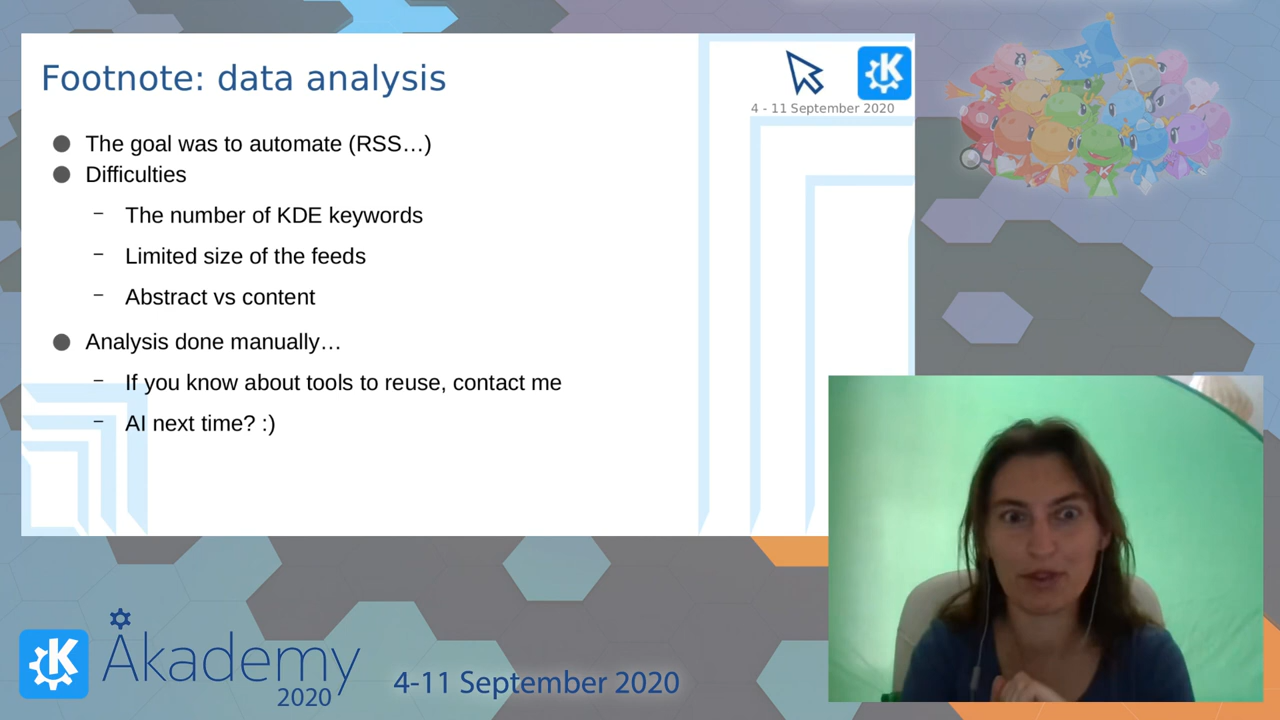 Footnote: data analysis
4 - 11 September 2020
● The goal was to automate (RSS…)
● Difficulties
– The number of KDE keywords
– Limited size of the feeds
– Abstract vs content
● Analysis done manually…
– If you know about tools to reuse, contact me
– AI next time? :)
Akademy
2020
4-11 September 2020